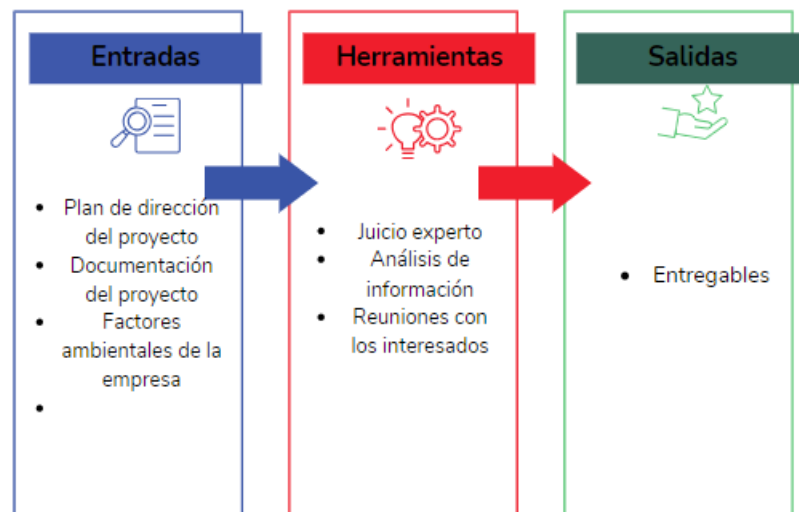 Entradas
• Plan de dirección
del proyecto
• Documentación
del proyecto
• Factores
ambientales de la
empresa
•
Herramientas
• Juicio experto
• Análisis de
información
• Reuniones con
los interesados
Salidas
• Entregables